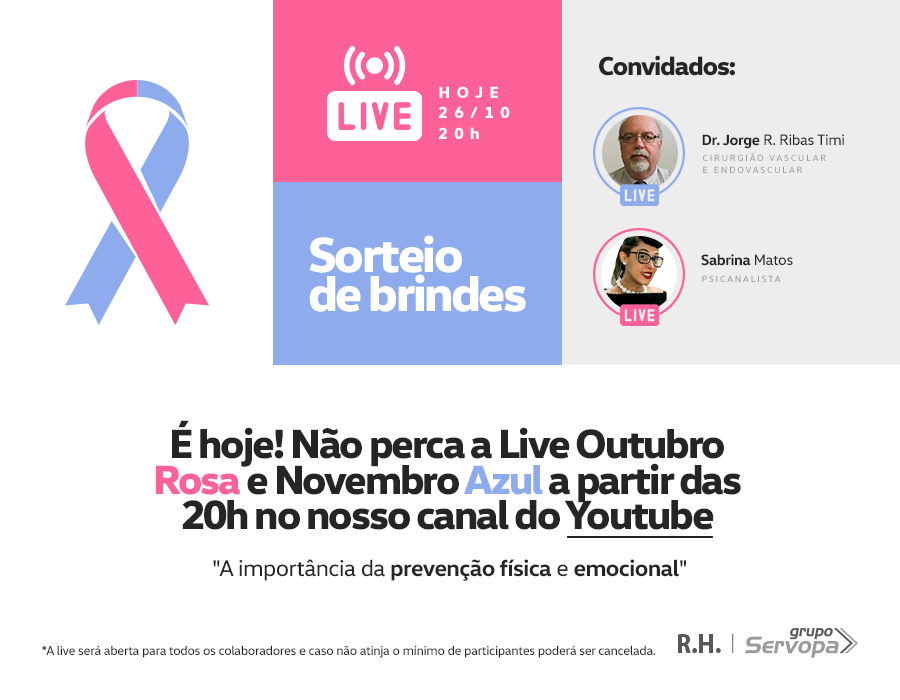 LIVE
HOJE
26/10
20h
Sorteio
de brindes
Convidados:
Dr. Jorge R. Ribas Timi
CIRURGIÃO VASCULAR
E ENDOVASCULAR
LIVE
Sabrina Matos
PSICANALISTA
LIVE
É hoje! Não perca a Live Outubro
Rosa e Novembro Azul a partir das
20h no nosso canal do Youtube
"A importância da prevenção física e emocional"
*A live será aberta para todos os colaboradores e caso não atinja o mínimo de participantes poderá ser cancelada.
R.H.
grupo
Servopa